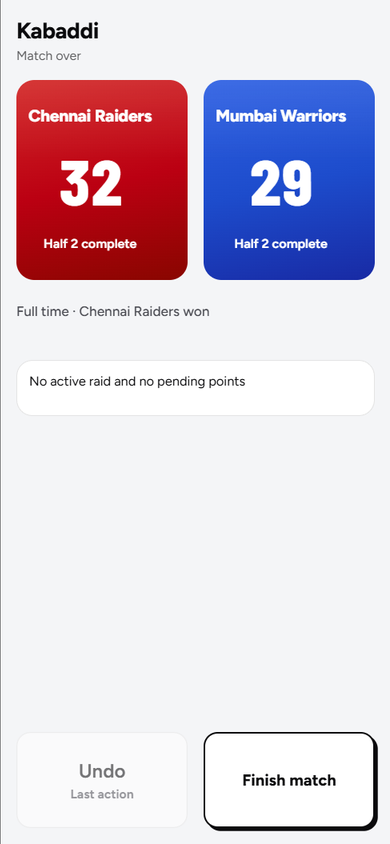 Kabaddi
Match over
Chennai Raiders
32
Half 2 complete
Mumbai Warriors
29
Half 2 complete
Full time · Chennai Raiders won
No active raid and no pending points
Undo
Last action
Finish match